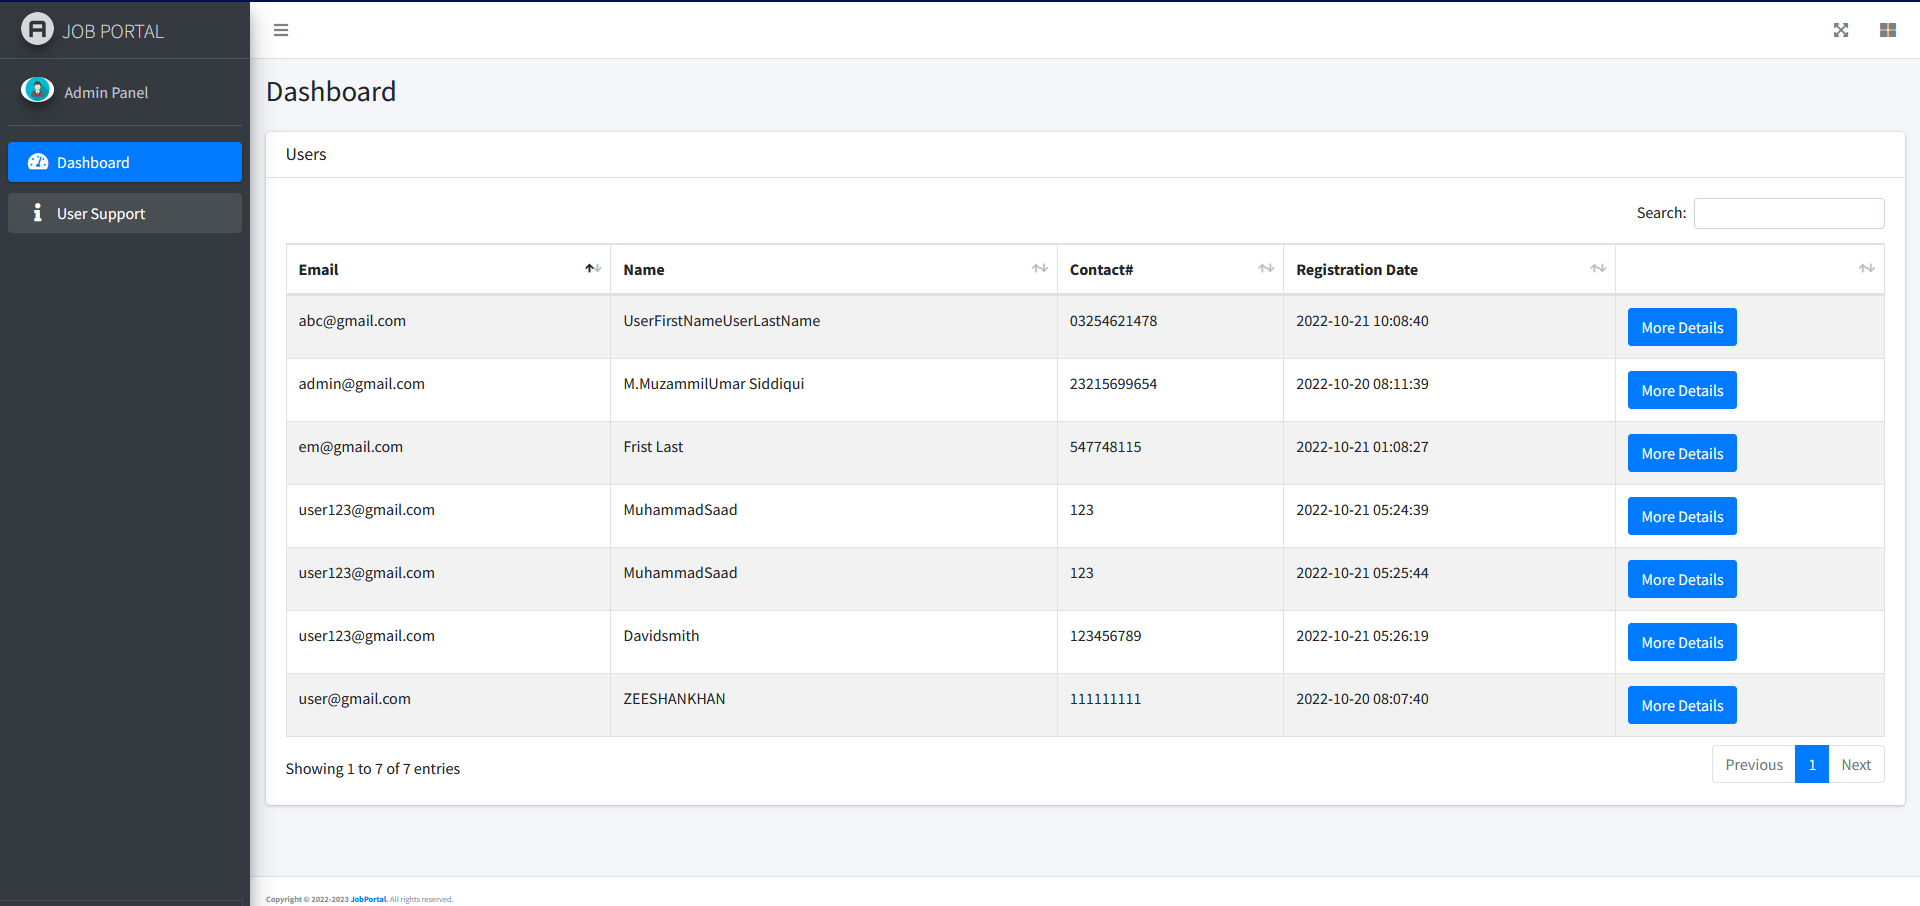 JOB PORTAL
Admin Panel
Dashboard
User Support
Dashboard
Users
Search:
Email Name Contact# Registration Date
abc@gmail.com UserFirstNameUserLastName 03254621478 2022-10-21 10:08:40 More Details
admin@gmail.com M.MuzammilUmar Siddiqui 23215699654 2022-10-20 08:11:39 More Details
em@gmail.com Frist Last 547748115 2022-10-21 01:08:27 More Details
user123@gmail.com MuhammadSaad 123 2022-10-21 05:24:39 More Details
user123@gmail.com MuhammadSaad 123 2022-10-21 05:25:44 More Details
user123@gmail.com Davidsmith 123456789 2022-10-21 05:26:19 More Details
user@gmail.com ZEESHANKHAN 111111111 2022-10-20 08:07:40 More Details
Showing 1 to 7 of 7 entries
Previous 1 Next
Copyright © 2022-2023 JobPortal. All rights reserved.